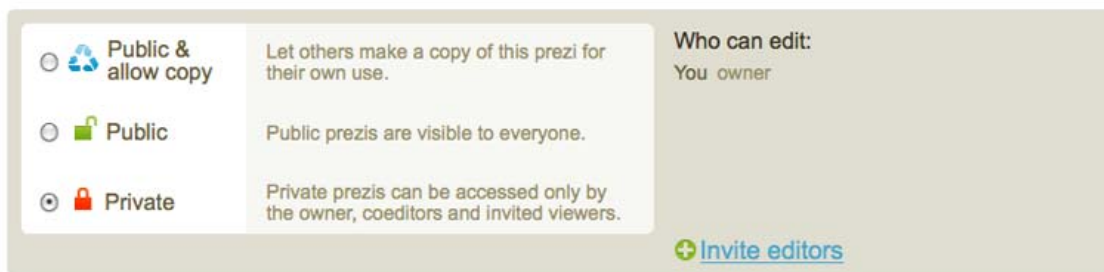 Public &
allow copy
Let others make a copy of this prezi for
their own use.
Public
Public prezis are visible to everyone.
Private
Private prezis can be accessed only by
the owner, coeditors and invited viewers.
Who can edit:
You owner
Invite editors